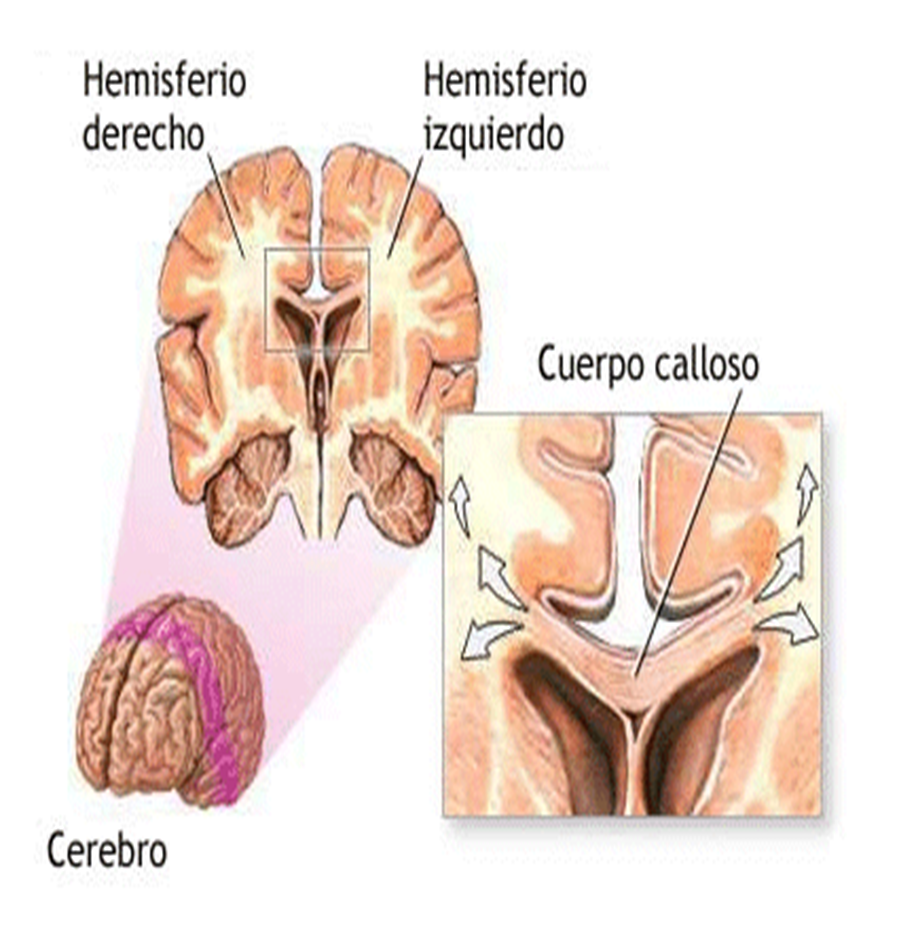 Hemisferio
derecho
Hemisferio
izquierdo
Cuerpo calloso
Cerebro